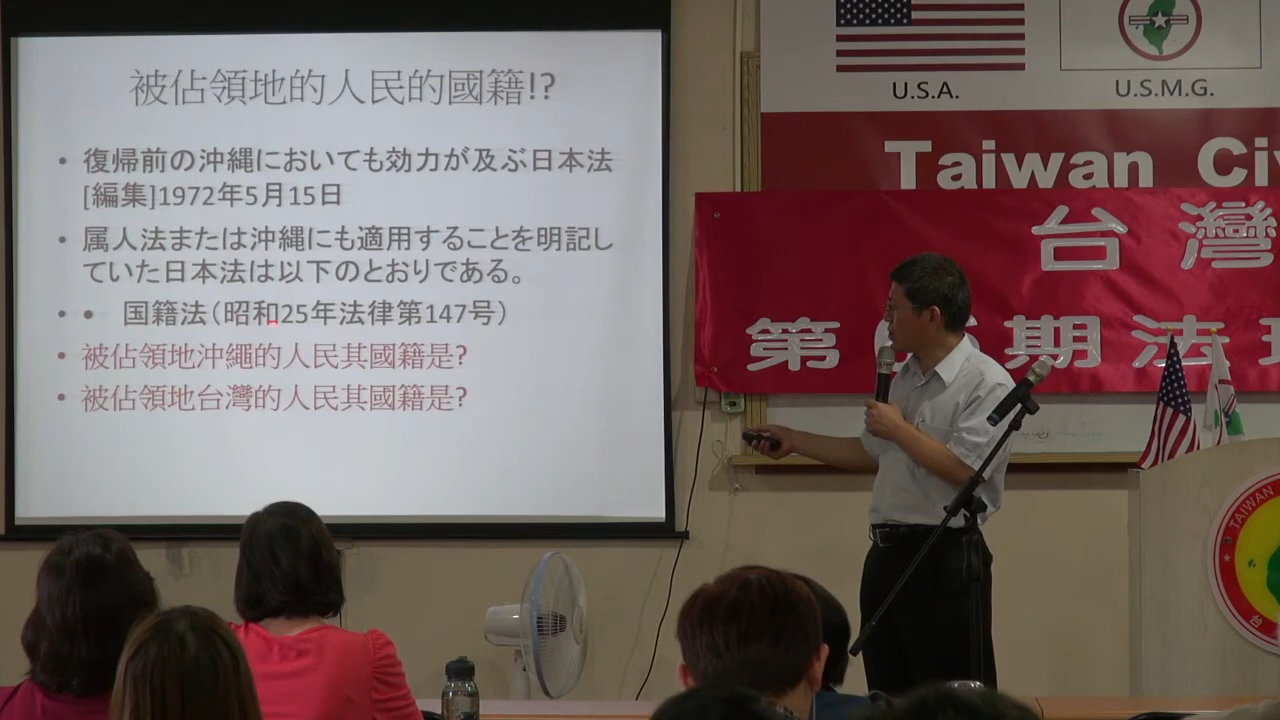 被佔領地的人民的國籍!?
• 復帰前の沖縄においても効力が及ぶ日本法
[編集]1972年5月15日
• 属人法または沖縄にも適用することを明記し
ていた日本法は以下のとおりである。
• • 国籍法（昭和25年法律第147号）
• 被佔領地沖繩的人民其國籍是?
• 被佔領地台灣的人民其國籍是?
U.S.A.
U.S.M.G.
Taiwan Ci
台灣
第 期法
TAIWAN
台